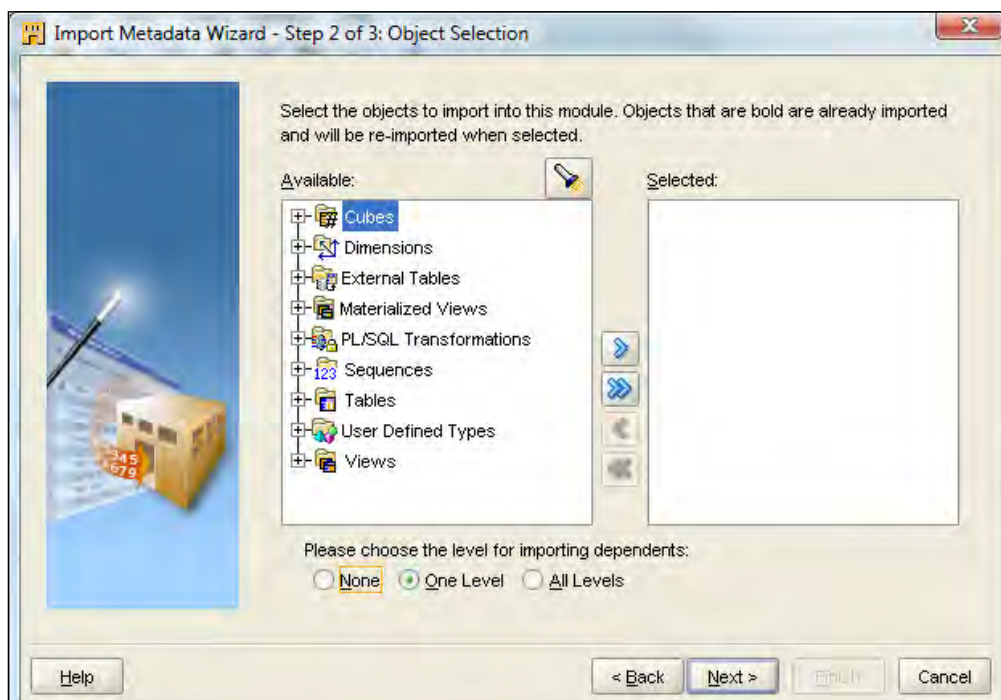 Import Metadata Wizard - Step 2 of 3: Object Selection
Select the objects to import into this module. Objects that are bold are already imported
and will be re-imported when selected.
Available:
Selected:
Cubes
Dimensions
External Tables
Materialized Views
PL/SQL Transformations
123 Sequences
Tables
User Defined Types
Views
345
679
Please choose the level for importing dependents:
None One Level All Levels
Help < Back Next > Finish Cancel